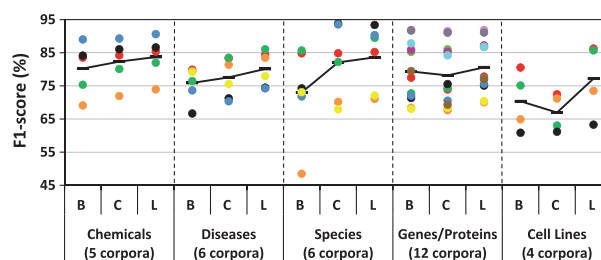 F1-score (%)
95
85
75
65
55
45
B C L B C L B C L B C L B C L
Chemicals Diseases Species Genes/Proteins Cell Lines
(5 corpora) (6 corpora) (6 corpora) (12 corpora) (4 corpora)